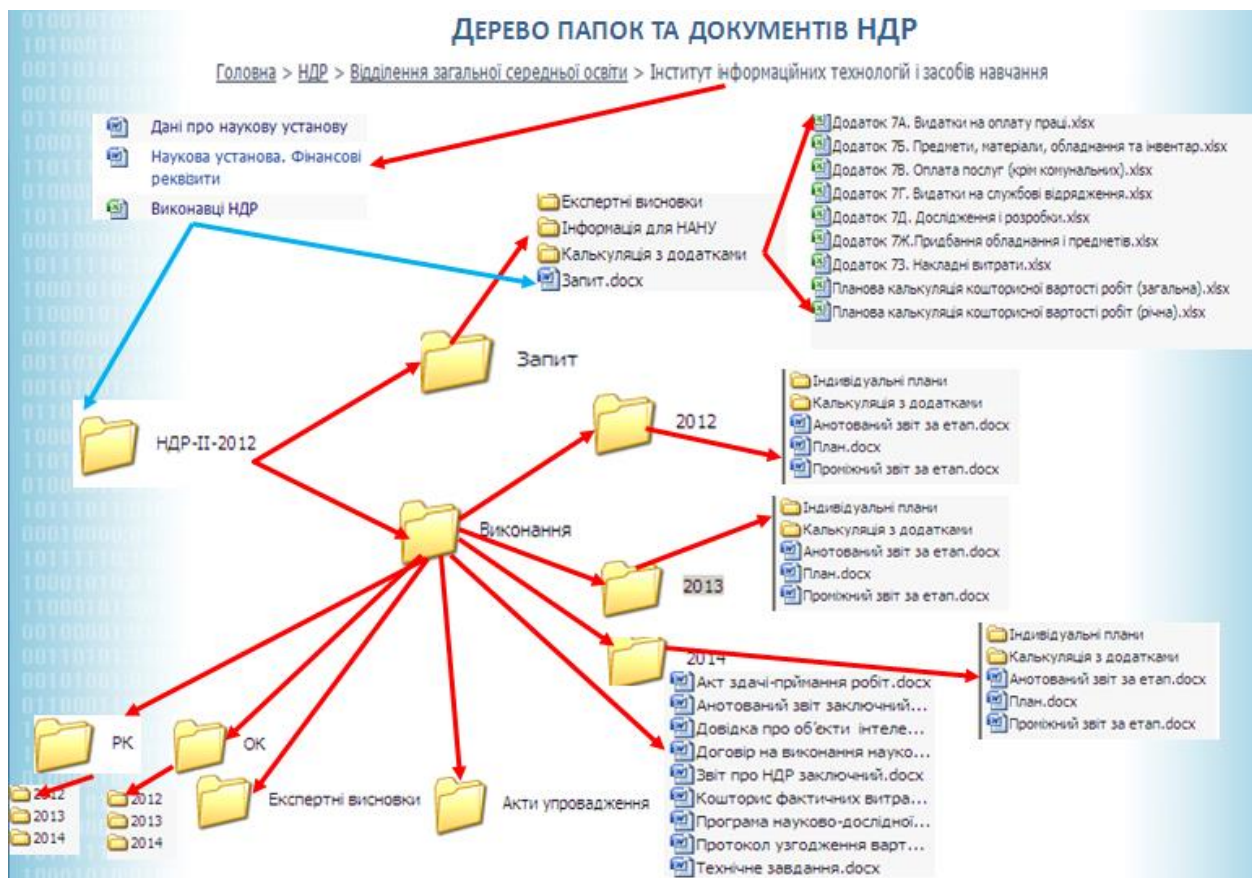 ДЕРЕВО ПАПОК ТА ДОКУМЕНТІВ НДР
Головна > НДР > Відділення загальної середньої освіти > Інститут інформаційних технологій і засобів навчання
Дані про наукову установу
Наукова установа. Фінансові
реквізити
Виконавці НДР
Експертні висновки
Інформація для НАНУ
Калькуляція з додатками
Запит.docx
Додаток 7А. Видатки на оплату праці.xlsx
Додаток 7Б. Предмети, матеріали, обладнання та інвентар.xlsx
Додаток 7В. Оплата послуг (крім комунальних).xlsx
Додаток 7Г. Видатки на службові відрядження.xlsx
Додаток 7Д. Дослідження і розробки.xlsx
Додаток 7Ж.Придбання обладнання і предметів.xlsx
Додаток 7З. Накладні витрати.xlsx
Планова калькуляція кошторисної вартості робіт (загальна).xlsx
Планова калькуляція кошторисної вартості робіт (річна).xlsx
Запит
НДР-ІІ-2012
2012
Індивідуальні плани
Калькуляція з додатками
Анотований звіт за етап.docx
План.docx
Проміжний звіт за етап.docx
Виконання
2013
Індивідуальні плани
Калькуляція з додатками
Анотований звіт за етап.docx
План.docx
Проміжний звіт за етап.docx
2014
Індивідуальні плани
Калькуляція з додатками
Анотований звіт за етап.docx
План.docx
Проміжний звіт за етап.docx
Акт здачі-прймання робіт.docx
Анотований звіт заключний...
Довідка про об'єкти інтеле...
Договір на виконання науко...
Звіт про НДР заключний.docx
Кошторис фактичних витра...
Програма науково-дослідної...
Протокол узгодження варт...
Технічне завдання.docx
РК
2012
2013
2014
ОК
2012
2013
2014
Експертні висновки
Акти упровадження